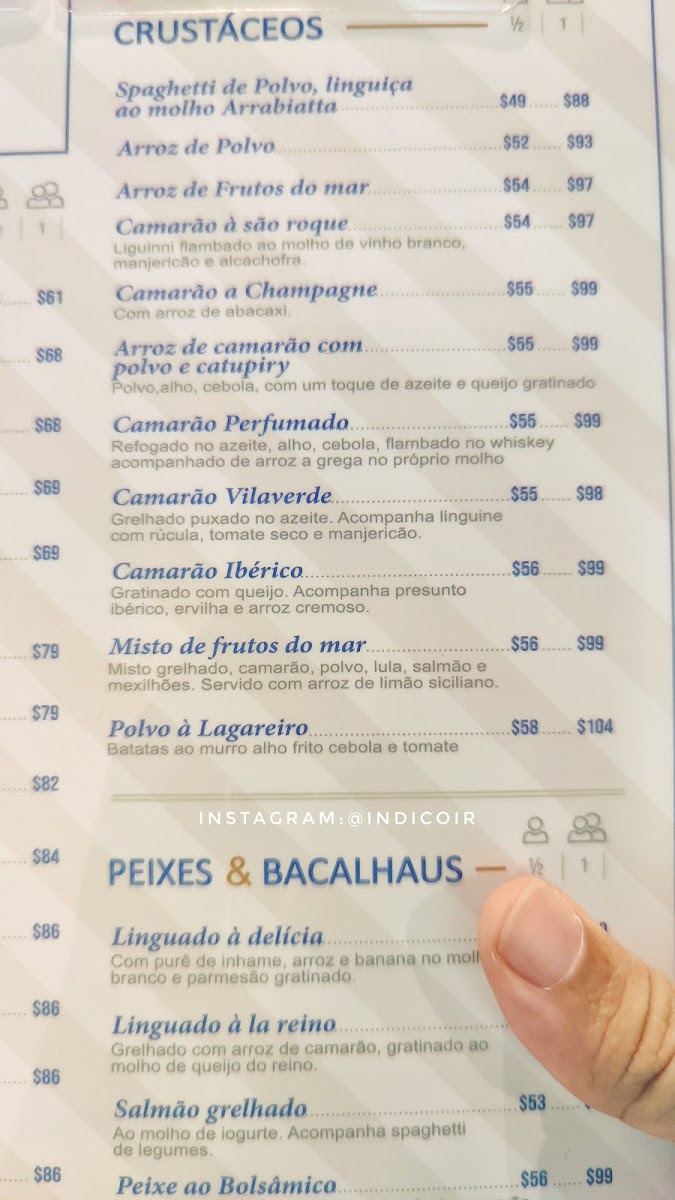 CRUSTÁCEOS ½ 1
Spaghetti de Polvo, linguiça
ao molho Arrabiatta $49 $88
Arroz de Polvo $52 $93
Arroz de Frutos do mar $54 $97
Camarão à são roque $54 $97
Liguinni flambado ao molho de vinho branco,
manjericão e alcachofra.
Camarão a Champagne $55 $99
Com arroz de abacaxi.
Arroz de camarão com $55 $99
polvo e catupiry
Polvo,alho, cebola, com um toque de azeite e queijo gratinado
Camarão Perfumado $55 $99
Refogado no azeite, alho, cebola, flambado no whiskey
acompanhado de arroz a grega no próprio molho
Camarão Vilaverde $55 $98
Grelhado puxado no azeite. Acompanha linguine
com rúcula, tomate seco e manjericão.
Camarão Ibérico $56 $99
Gratinado com queijo. Acompanha presunto
ibérico, ervilha e arroz cremoso.
Misto de frutos do mar $56 $99
Misto grelhado, camarão, polvo, lula, salmão e
mexilhões. Servido com arroz de limão siciliano.
Polvo à Lagareiro $58 $104
Batatas ao murro alho frito cebola e tomate
INSTAGRAM:@INDICOIR
PEIXES & BACALHAUS ½ 1
Linguado à delícia
Com purê de inhame, arroz e banana no
branco e parmesão gratinado.
Linguado à la reino
Grelhado com arroz de camarão, gratinado ao
molho de queijo do reino.
Salmão grelhado $53
Ao molho de iogurte. Acompanha spaghetti
de legumes.
Peixe ao Bolsâmico $56 $99
1
$61
$68
$68
$69
$69
$79
$79
$82
$84
$86
$86
$86
$86